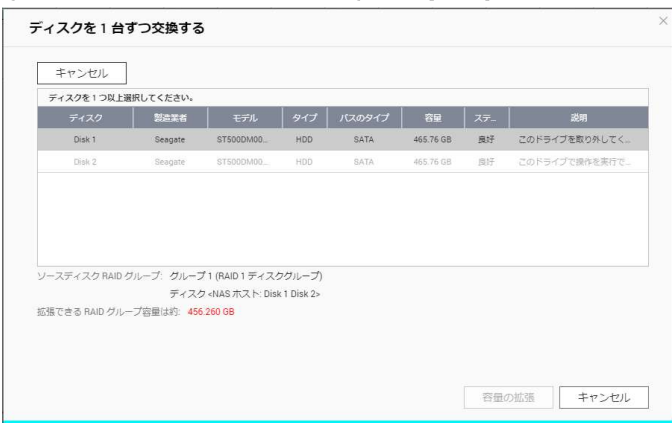 ディスクを 1 台ずつ交換する
キャンセル
ディスクを 1 つ以上選択してください。
ディスク 製造業者 モデル タイプ バスのタイプ 容量 ステ... 説明
Disk 1 Seagate ST500DM00... HDD SATA 465.76 GB 良好 このドライブを取り外してく...
Disk 2 Seagate ST500DM00... HDD SATA 465.76 GB 良好 このドライブで操作を実行で...
ソースディスク RAID グループ: グループ 1 (RAID 1 ディスクグループ)
ディスク <NAS ホスト: Disk 1 Disk 2>
拡張できる RAID グループ容量は約: 456.260 GB
容量の拡張 キャンセル